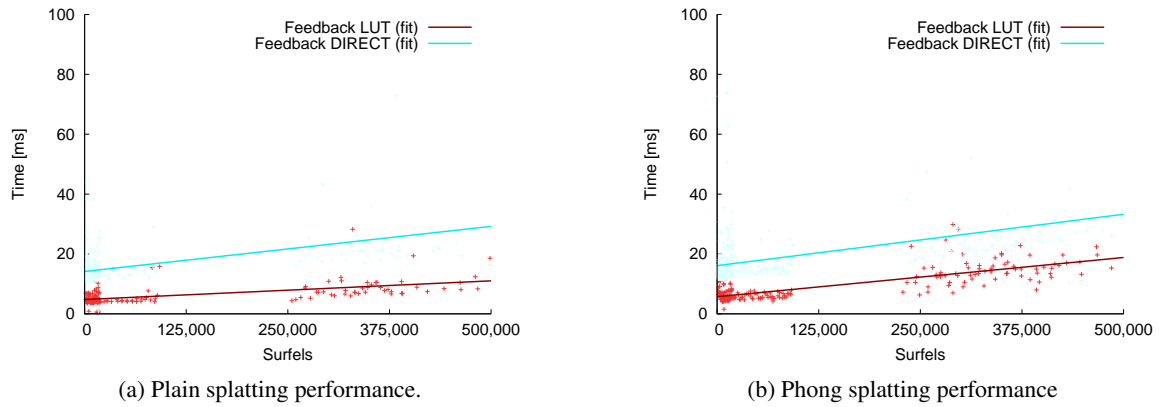 100
80
60
40
20
0
Time [ms]
0
125,000
250,000
375,000
500,000
Surfels
Feedback LUT (fit)
Feedback DIRECT (fit)
(a) Plain splatting performance.
100
80
60
40
20
0
Time [ms]
0
125,000
250,000
375,000
500,000
Surfels
Feedback LUT (fit)
Feedback DIRECT (fit)
(b) Phong splatting performance